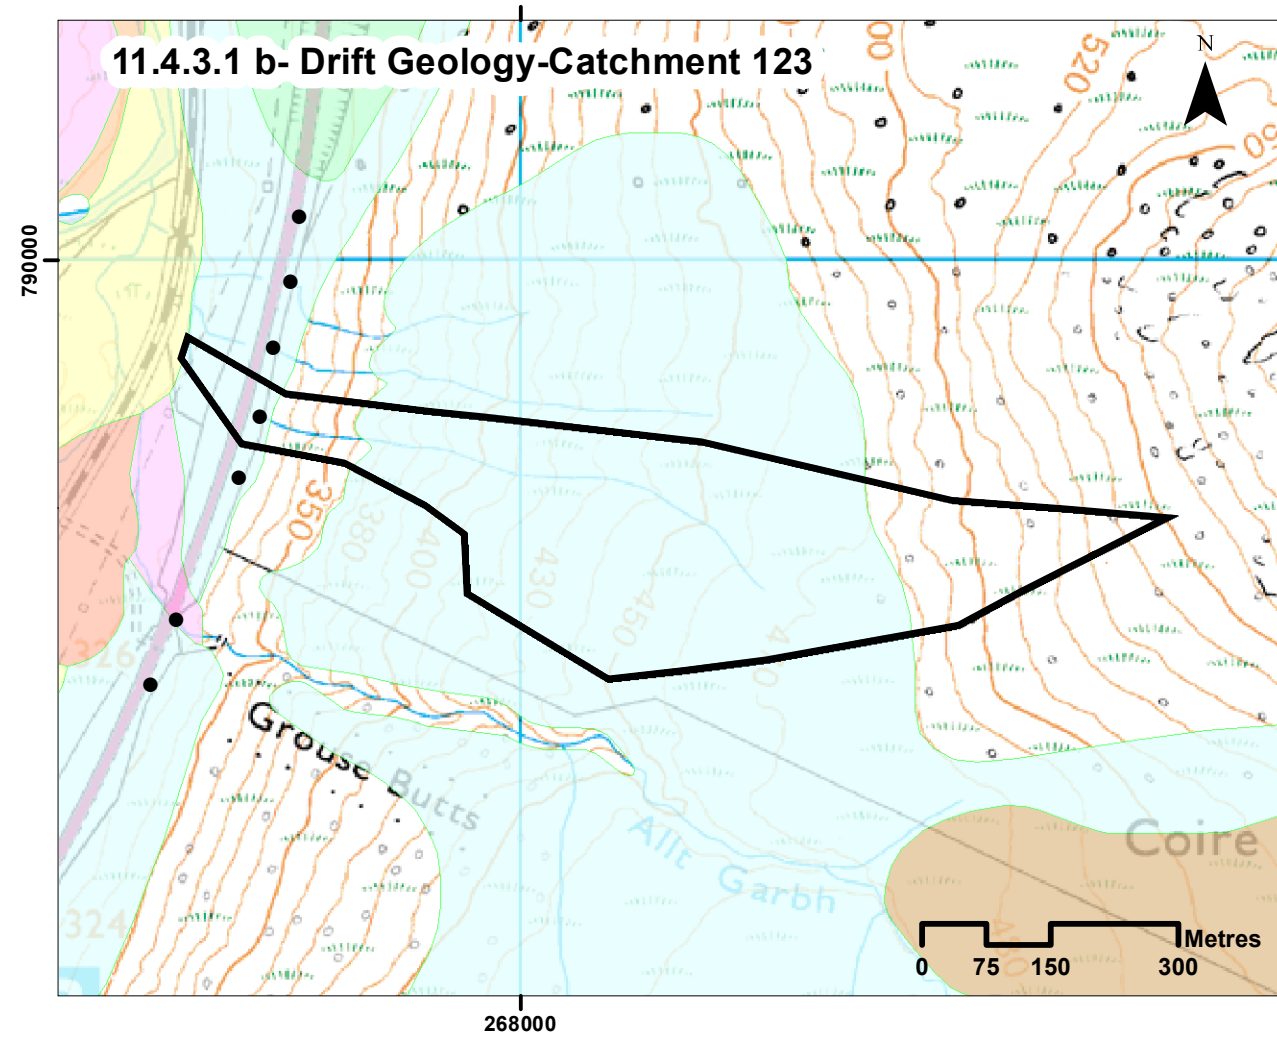 11.4.3.1 b- Drift Geology-Catchment 123
N
520
790000
350
380
400
430
450
326
Grouse Butts
Allt Garbh
Coire
324
Metres
0 75 150 300
268000